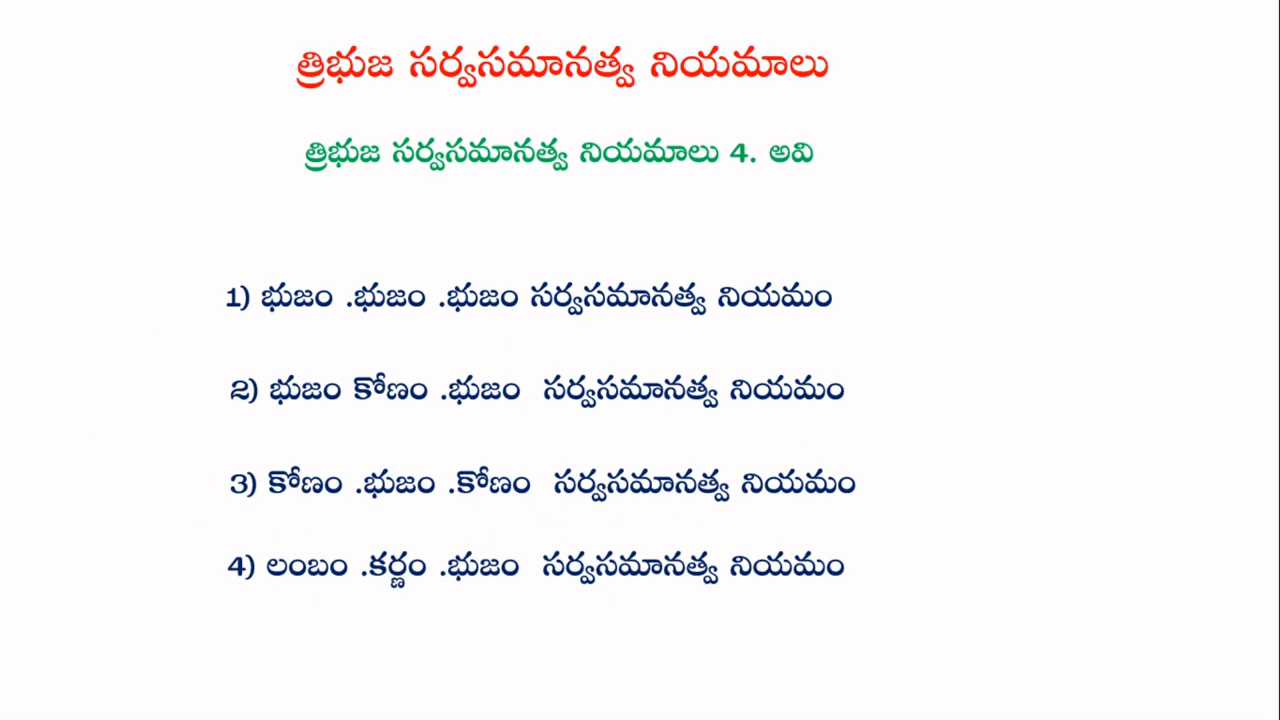 త్రిభుజ సర్వసమానత్వ నియమాలు
త్రిభుజ సర్వసమానత్వ నియమాలు 4. అవి
1) భుజం .భుజం .భుజం సర్వసమానత్వ నియమం
2) భుజం కోణం .భుజం సర్వసమానత్వ నియమం
3) కోణం .భుజం .కోణం సర్వసమానత్వ నియమం
4) లంబం .కర్ణం .భుజం సర్వసమానత్వ నియమం